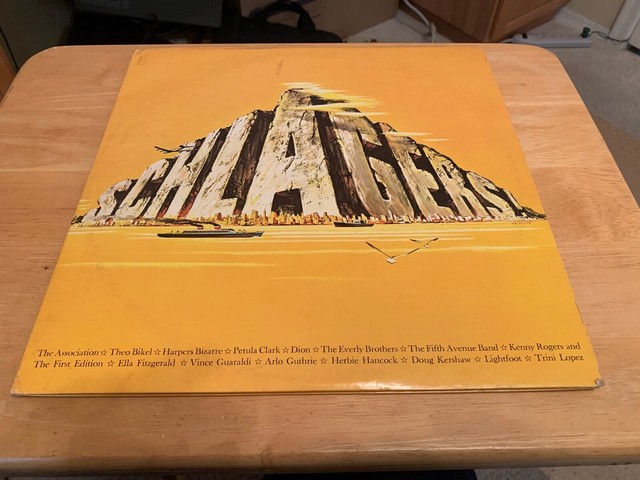 SCHLAGERS!
The Association ☆ Theo Bikel ☆ Harpers Bizarre ☆ Petula Clark ☆ Dion ☆ The Everly Brothers ☆ The Fifth Avenue Band ☆ Kenny Rogers and
The First Edition ☆ Ella Fitzgerald ☆ Vince Guaraldi ☆ Arlo Guthrie ☆ Herbie Hancock ☆ Doug Kershaw ☆ Lightfoot ☆ Trini Lopez